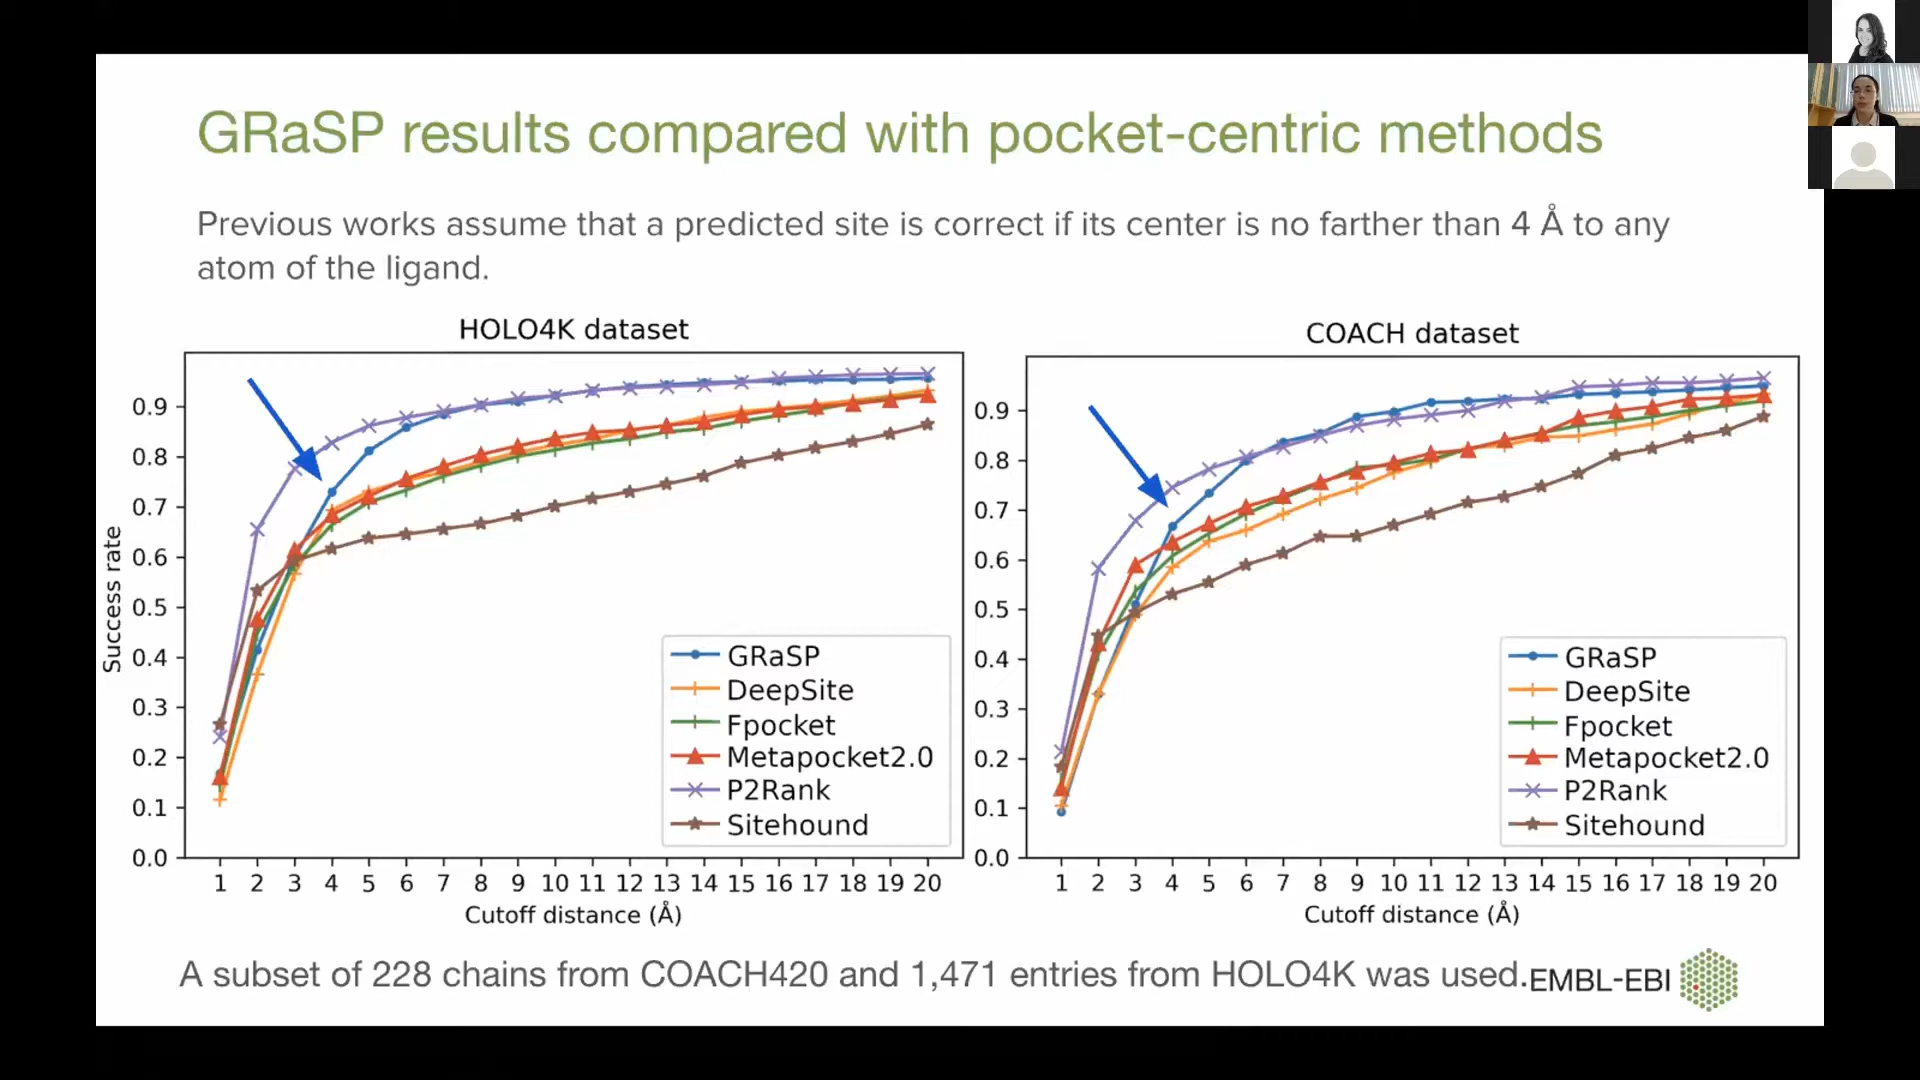 GRaSP results compared with pocket-centric methods
Previous works assume that a predicted site is correct if its center is no farther than 4 Å to any
atom of the ligand.
HOLO4K dataset
Success rate
0.9
0.8
0.7
0.6
0.5
0.4
0.3
0.2
0.1
0.0
GRaSP
DeepSite
Fpocket
Metapocket2.0
P2Rank
Sitehound
1 2 3 4 5 6 7 8 9 10 11 12 13 14 15 16 17 18 19 20
Cutoff distance (Å)
COACH dataset
0.9
0.8
0.7
0.6
0.5
0.4
0.3
0.2
0.1
0.0
GRaSP
DeepSite
Fpocket
Metapocket2.0
P2Rank
Sitehound
1 2 3 4 5 6 7 8 9 10 11 12 13 14 15 16 17 18 19 20
Cutoff distance (Å)
A subset of 228 chains from COACH420 and 1,471 entries from HOLO4K was used.
EMBL-EBI